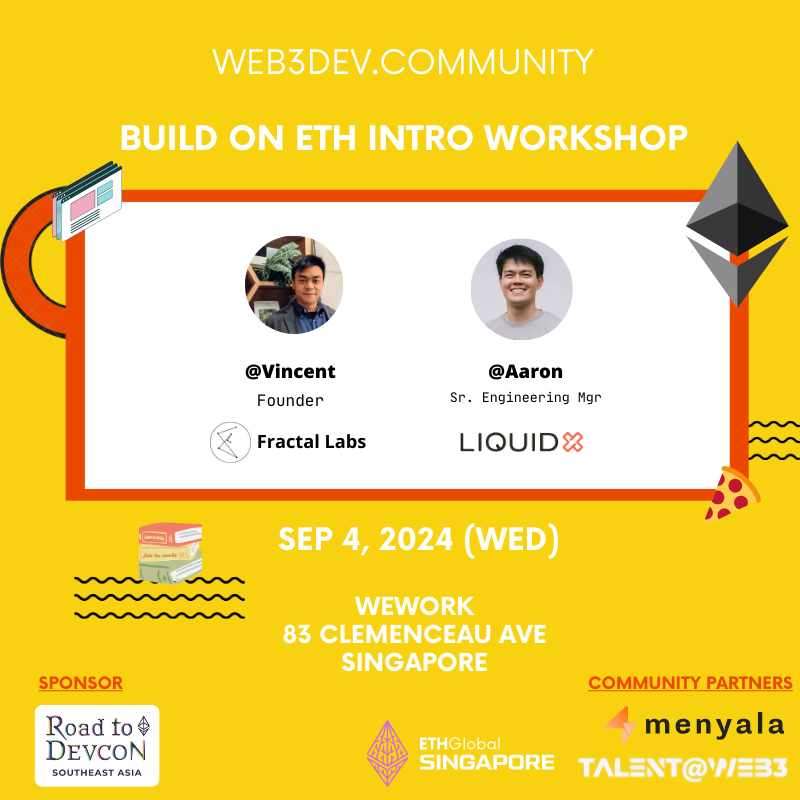 WEB3DEV.COMMUNITY
BUILD ON ETH INTRO WORKSHOP
@Vincent
Founder
Fractal Labs
@Aaron
Sr. Engineering Mgr
LIQUIDX
SEP 4, 2024 (WED)
WEWORK
83 CLEMENCEAU AVE
SINGAPORE
SPONSOR
Road to
DEVCON
SOUTHEAST ASIA
ETHGlobal
SINGAPORE
COMMUNITY PARTNERS
menyala
TALENT@WEB3